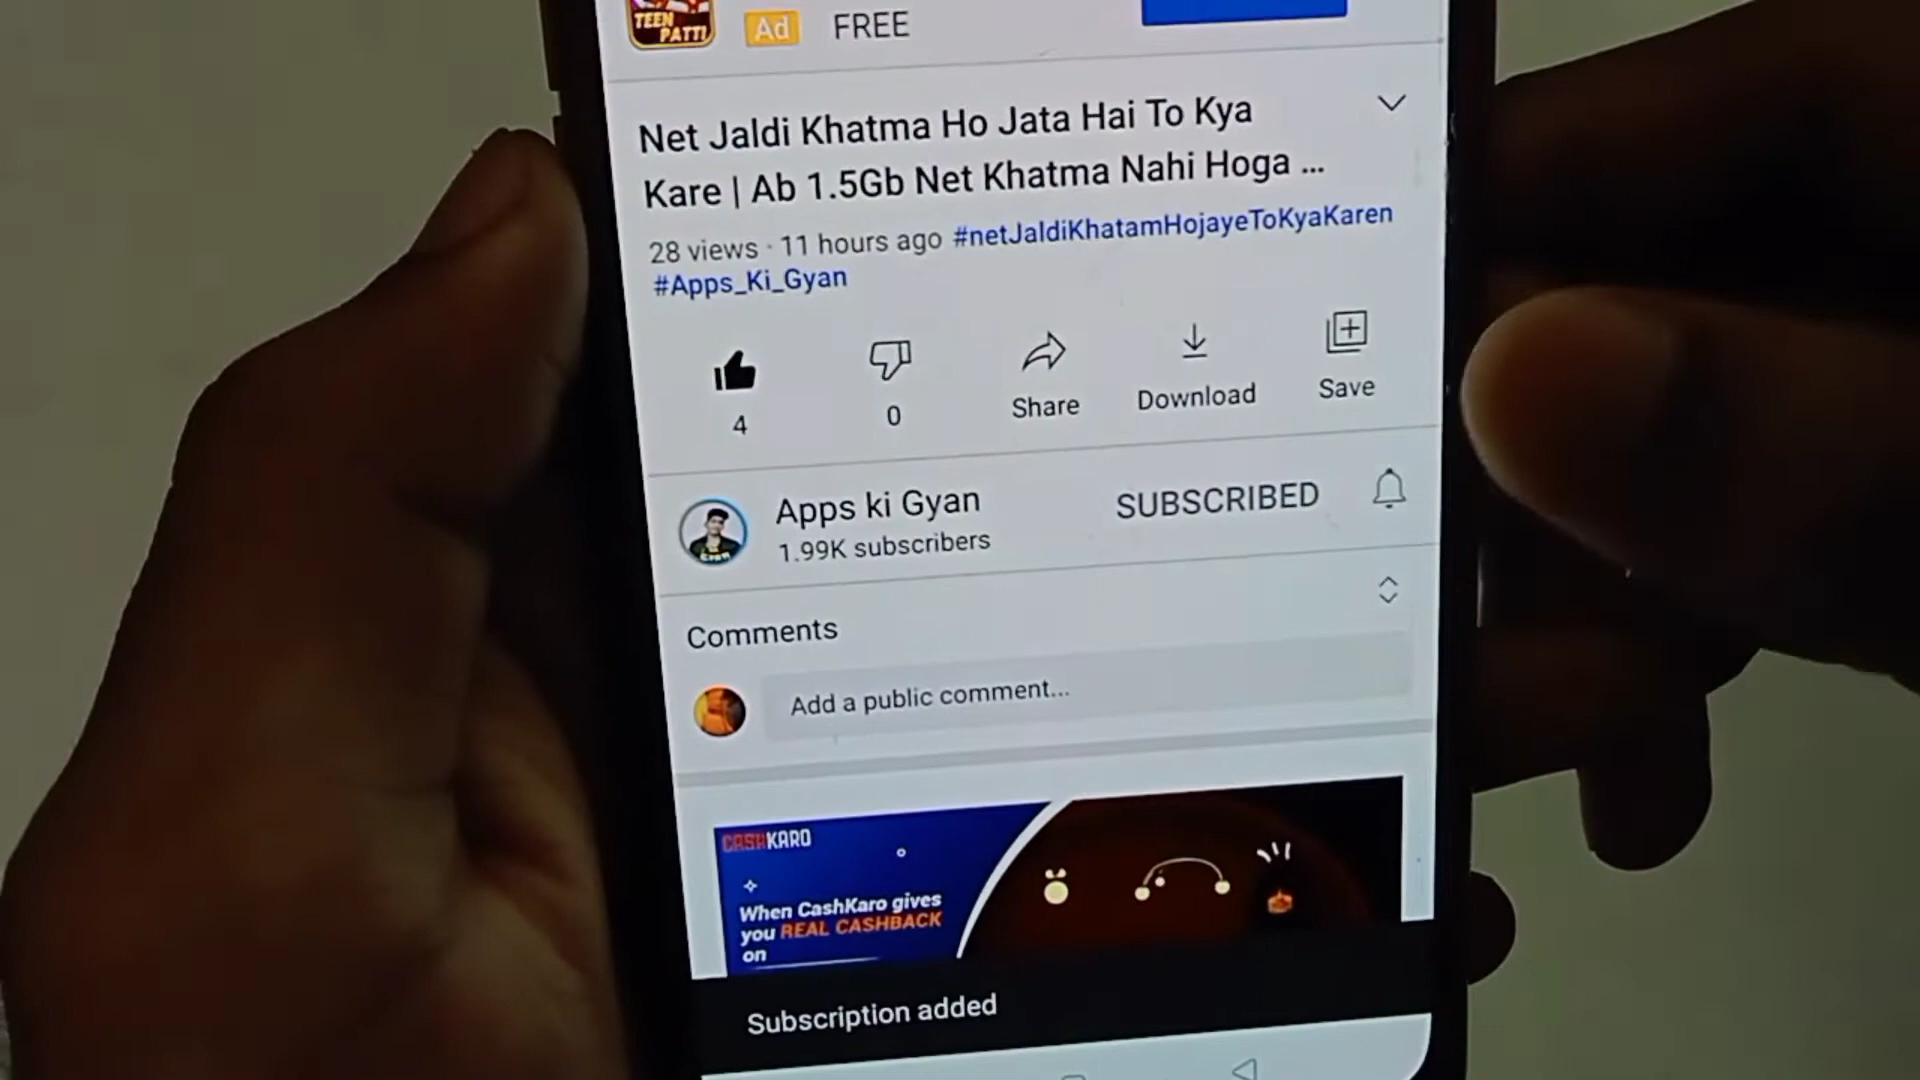 TEEN
PATTI
Ad FREE
Net Jaldi Khatma Ho Jata Hai To Kya
Kare | Ab 1.5Gb Net Khatma Nahi Hoga ...
28 views · 11 hours ago #netJaldiKhatamHojayeToKyaKaren
#Apps_Ki_Gyan
4 0 Share Download Save
Apps ki Gyan SUBSCRIBED
1.99K subscribers
Comments
Add a public comment...
CASHKARO
When CashKaro gives
you REAL CASHBACK
on
Subscription added